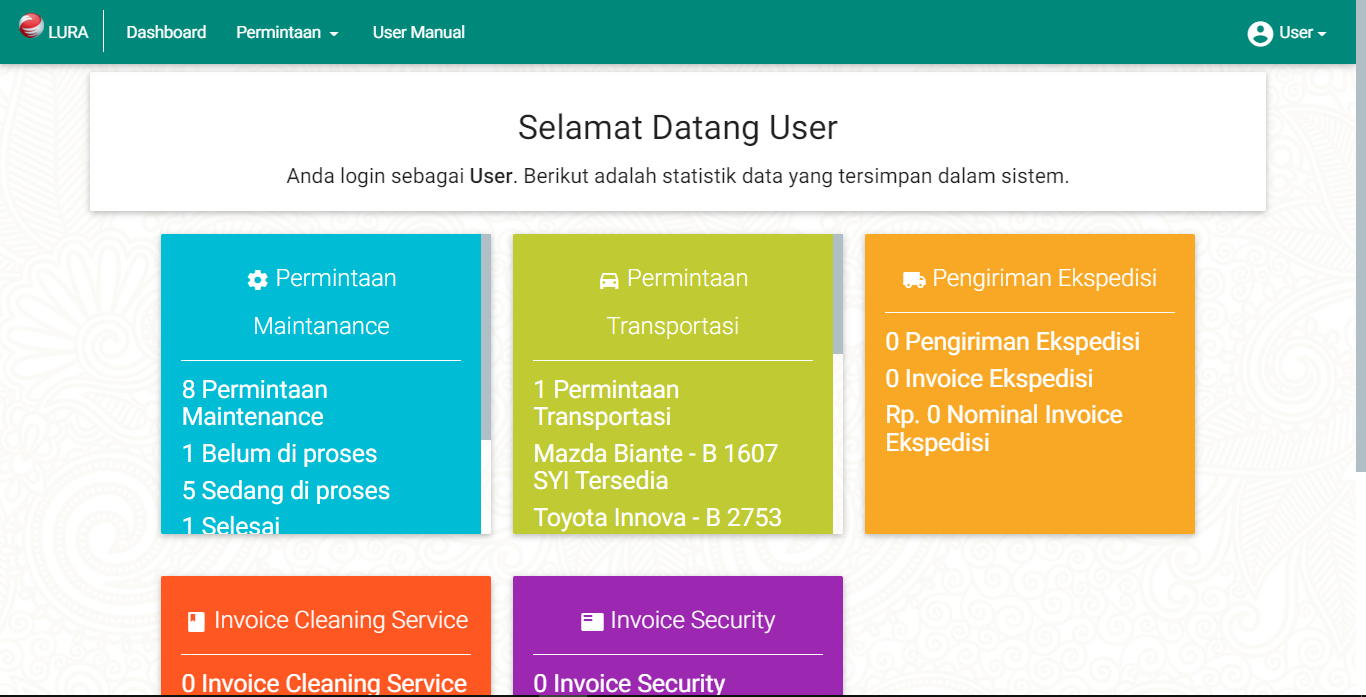 LURA
Dashboard
Permintaan
User Manual
User
Selamat Datang User
Anda login sebagai User. Berikut adalah statistik data yang tersimpan dalam sistem.
Permintaan
Maintanance
8 Permintaan
Maintenance
1 Belum di proses
5 Sedang di proses
1 Selesai
Permintaan
Transportasi
1 Permintaan
Transportasi
Mazda Biante - B 1607
SYI Tersedia
Toyota Innova - B 2753
Pengiriman Ekspedisi
0 Pengiriman Ekspedisi
0 Invoice Ekspedisi
Rp. 0 Nominal Invoice
Ekspedisi
Invoice Cleaning Service
0 Invoice Cleaning Service
Invoice Security
0 Invoice Security